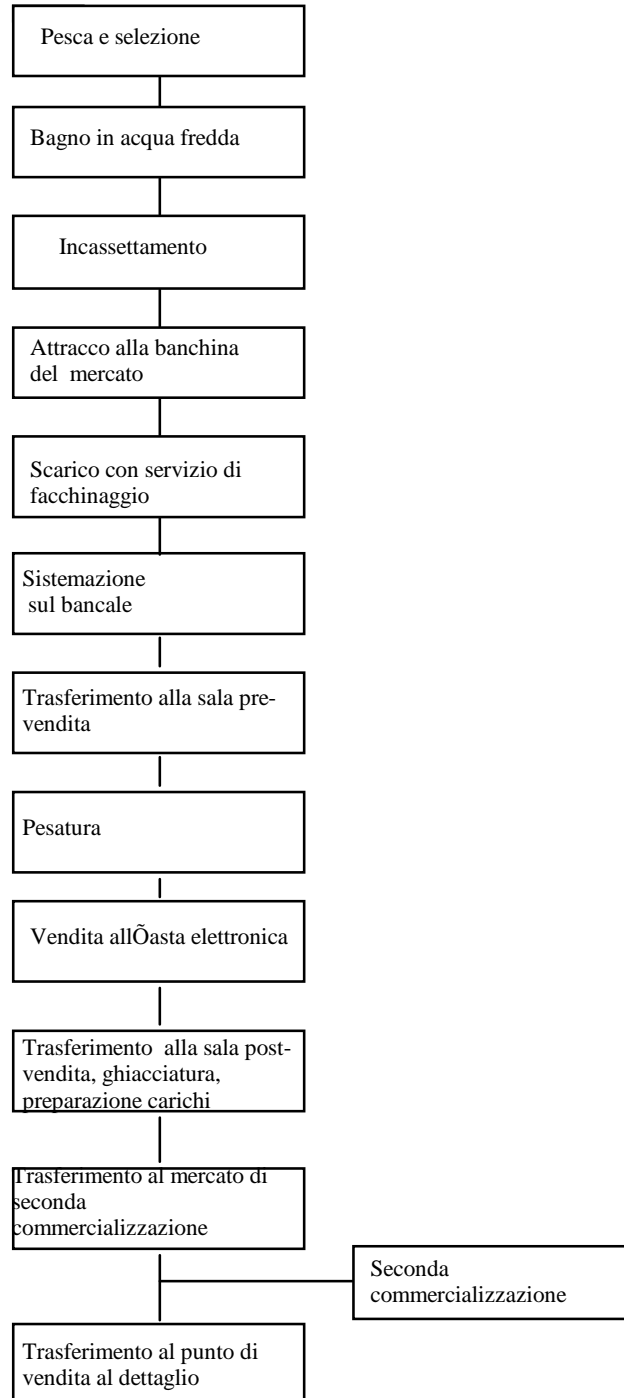 Pesca e selezione
Bagno in acqua fredda
Incassettamento
Attracco alla banchina
del mercato
Scarico con servizio di
facchinaggio
Sistemazione
sul bancale
Trasferimento alla sala pre-
vendita
Pesatura
Vendita allÕasta elettronica
Trasferimento alla sala post-
vendita, ghiacciatura,
preparazione carichi
Trasferimento al mercato di
seconda
commercializzazione
Seconda
commercializzazione
Trasferimento al punto di
vendita al dettaglio